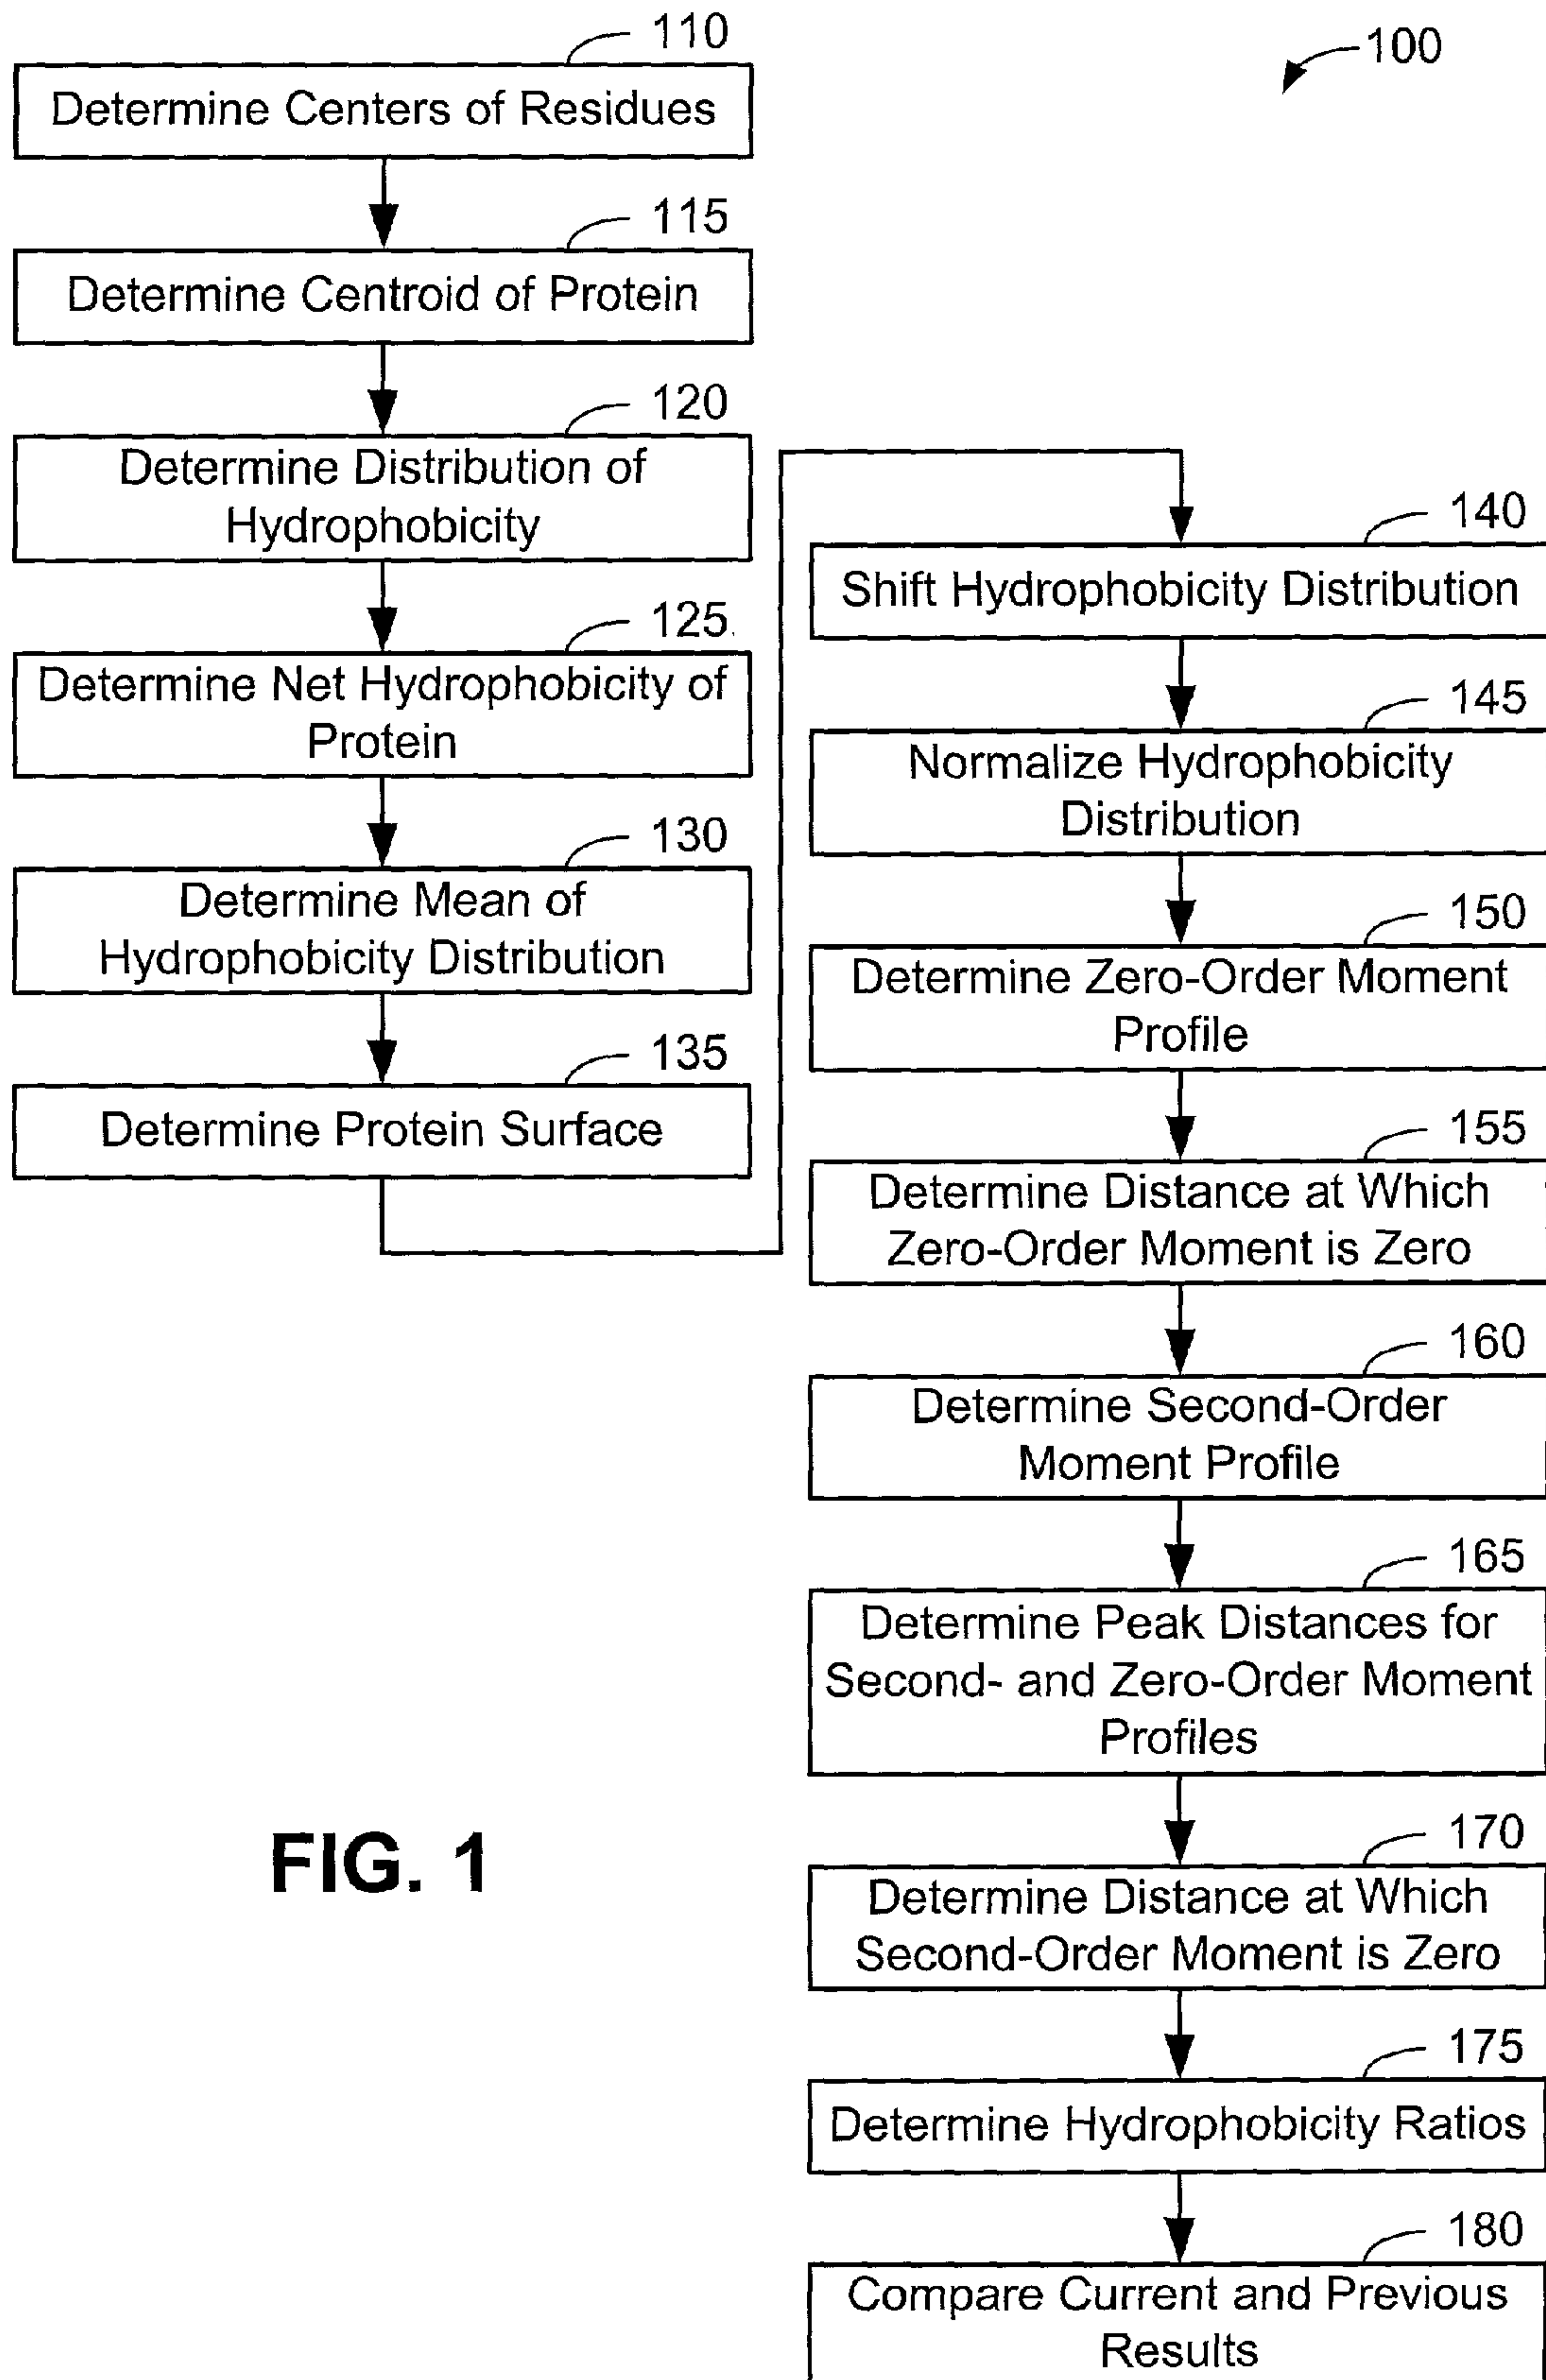 100
110
Determine Centers of Residues
115
Determine Centroid of Protein
120
Determine Distribution of
Hydrophobicity
125
Determine Net Hydrophobicity of
Protein
130
Determine Mean of
Hydrophobicity Distribution
135
Determine Protein Surface
140
Shift Hydrophobicity Distribution
145
Normalize Hydrophobicity
Distribution
150
Determine Zero-Order Moment
Profile
155
Determine Distance at Which
Zero-Order Moment is Zero
160
Determine Second-Order
Moment Profile
165
Determine Peak Distances for
Second- and Zero-Order Moment
Profiles
170
Determine Distance at Which
Second-Order Moment is Zero
175
Determine Hydrophobicity Ratios
180
Compare Current and Previous
Results
FIG. 1